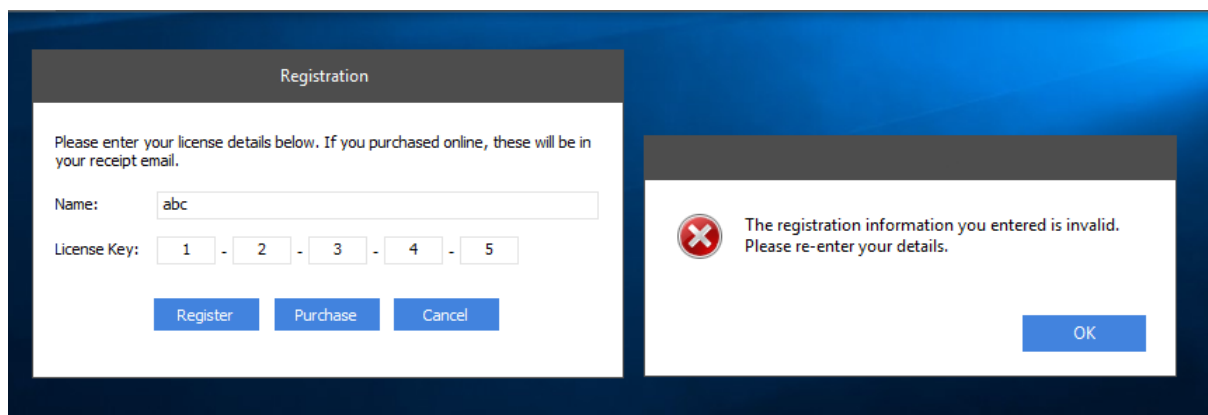 Registration
Please enter your license details below. If you purchased online, these will be in
your receipt email.
Name: abc
License Key: 1 - 2 - 3 - 4 - 5
Register Purchase Cancel
The registration information you entered is invalid.
Please re-enter your details.
OK